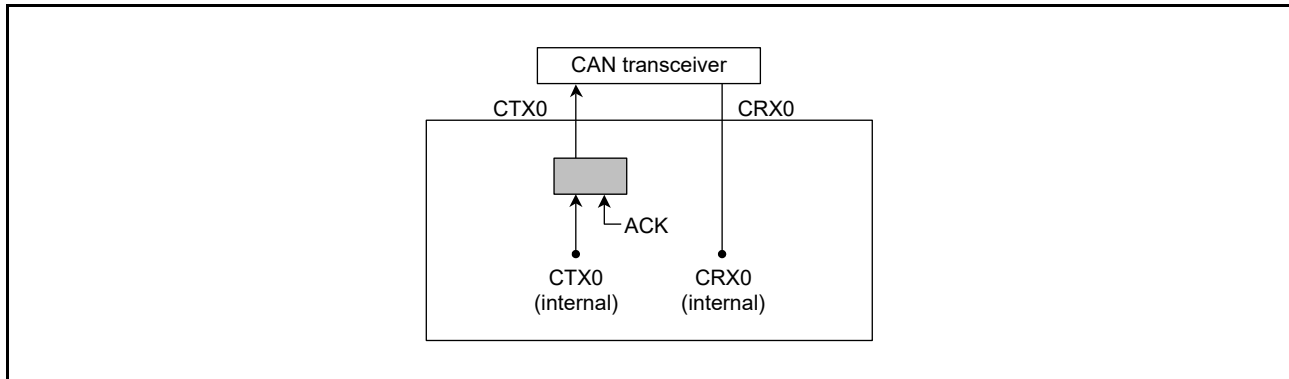 CAN transceiver
CTX0
CRX0
ACK
CTX0
(internal)
CRX0
(internal)